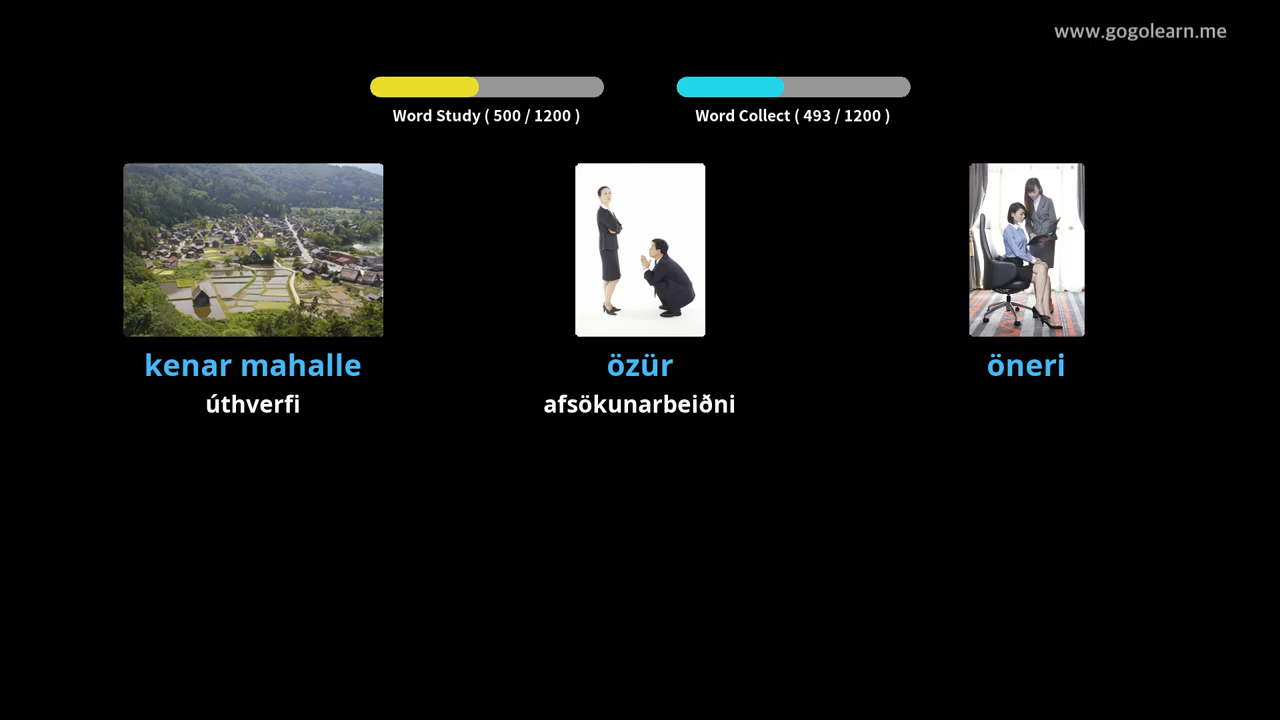 www.gogolearn.me
Word Study ( 500 / 1200 )
Word Collect ( 493 / 1200 )
kenar mahalle
úthverfi
özür
afsökunarbeiðni
öneri